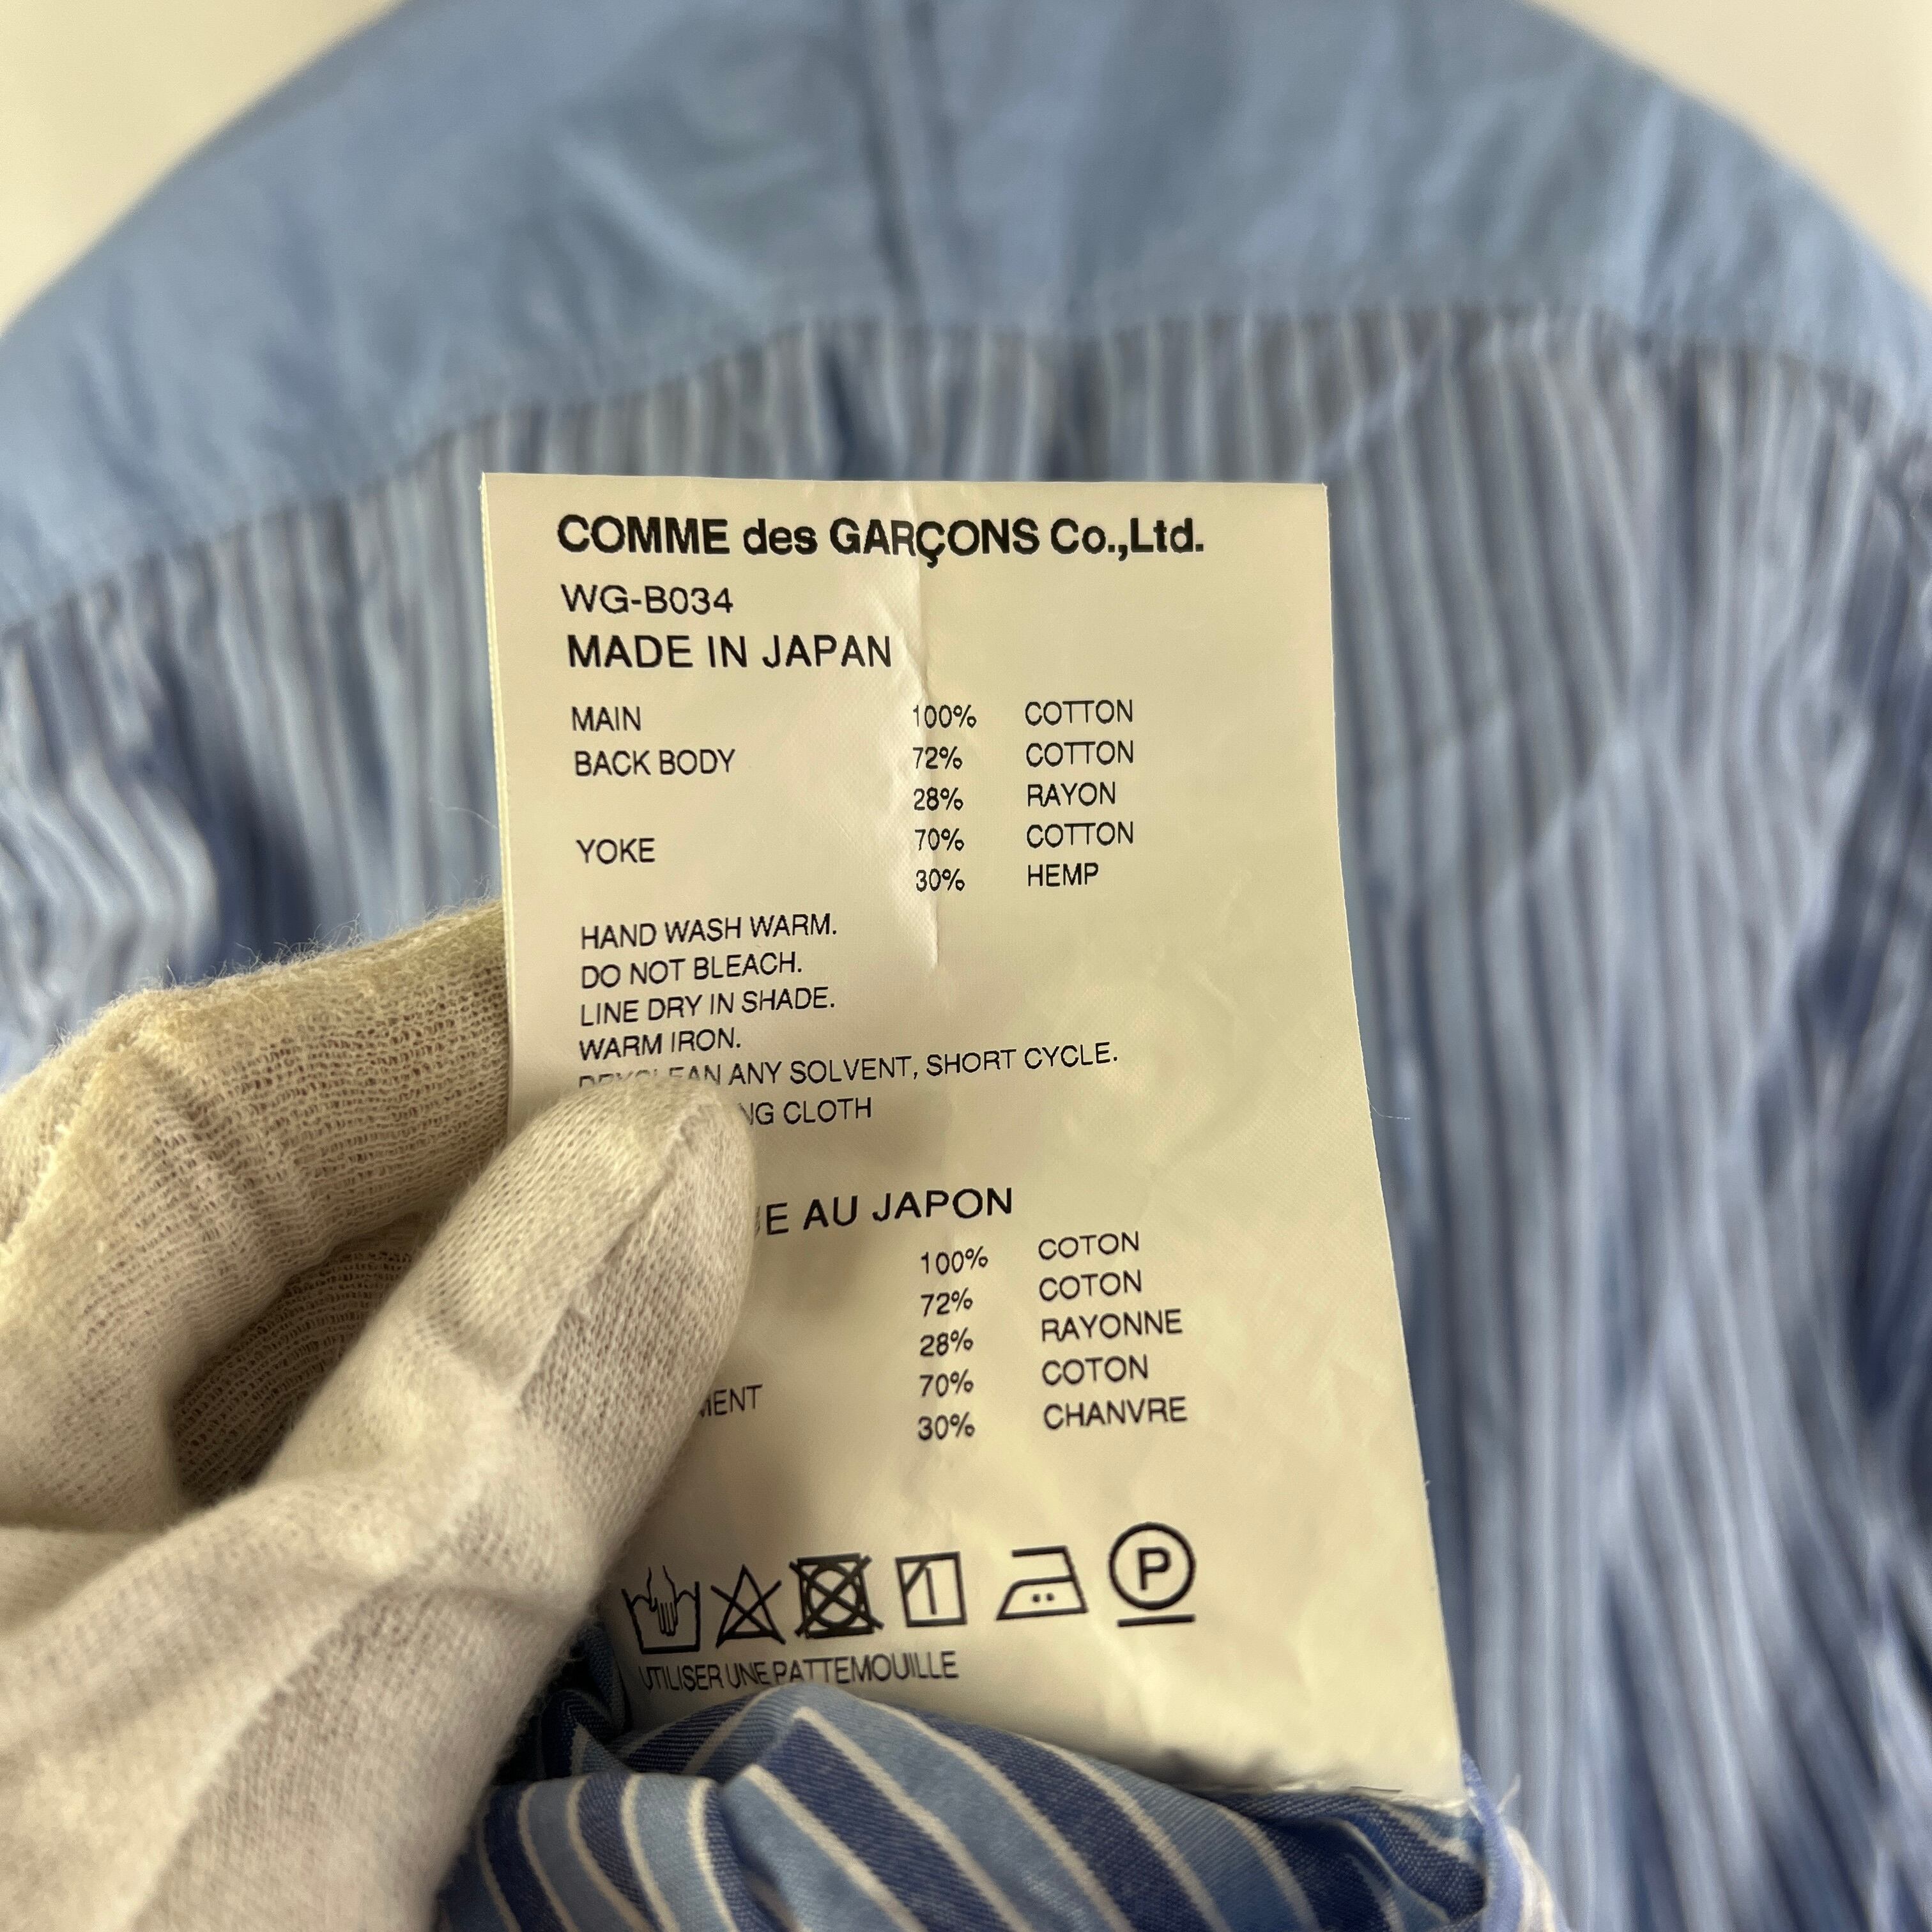 COMME des GARÇONS Co.,Ltd.
WG-B034
MADE IN JAPAN
MAIN 100% COTTON
BACK BODY 72% COTTON
28% RAYON
YOKE 70% COTTON
30% HEMP
HAND WASH WARM.
DO NOT BLEACH.
LINE DRY IN SHADE.
WARM IRON.
ANY SOLVENT, SHORT CYCLE.
CLOTH
AU JAPON
100% COTON
72% COTON
28% RAYONNE
70% COTON
30% CHANVRE
P
UTILISER UNE PATTEMOUILLE